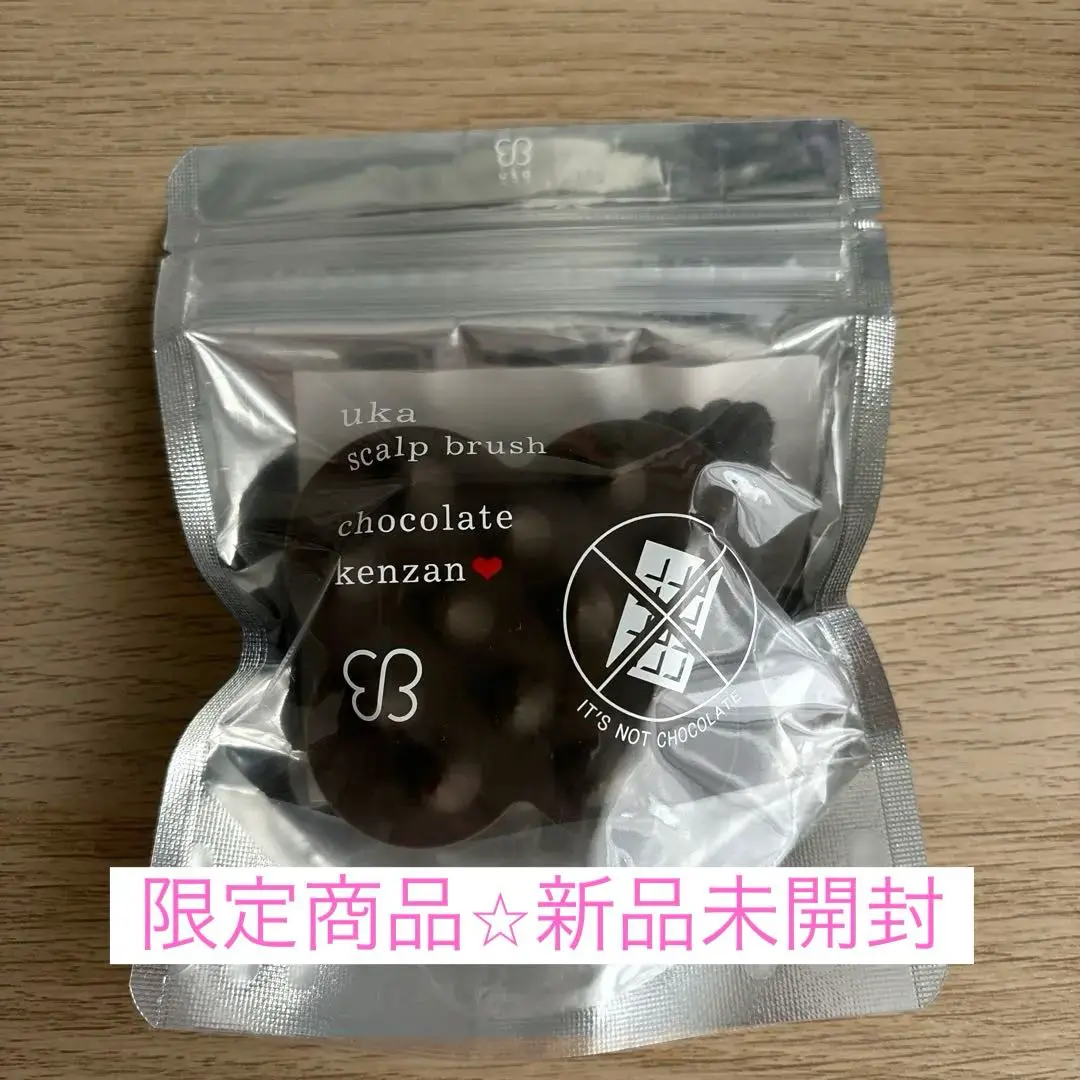 uka
uka
scalp brush
chocolate
kenzan❤
IT'S NOT CHOCOLATE
限定商品☆新品未開封